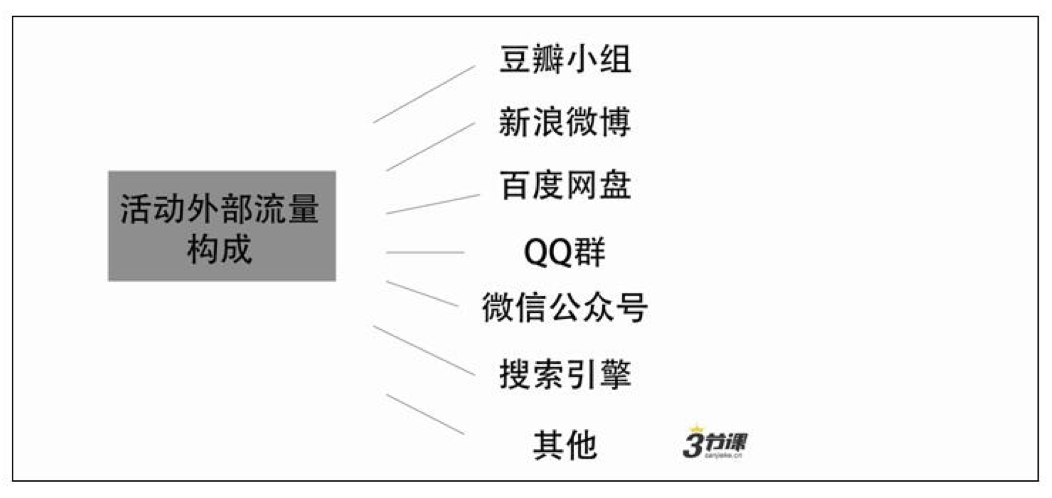 豆瓣小组
新浪微博
百度网盘
活动外部流量
构成
QQ群
微信公众号
搜索引擎
其他
3节课
sanjieke.cn